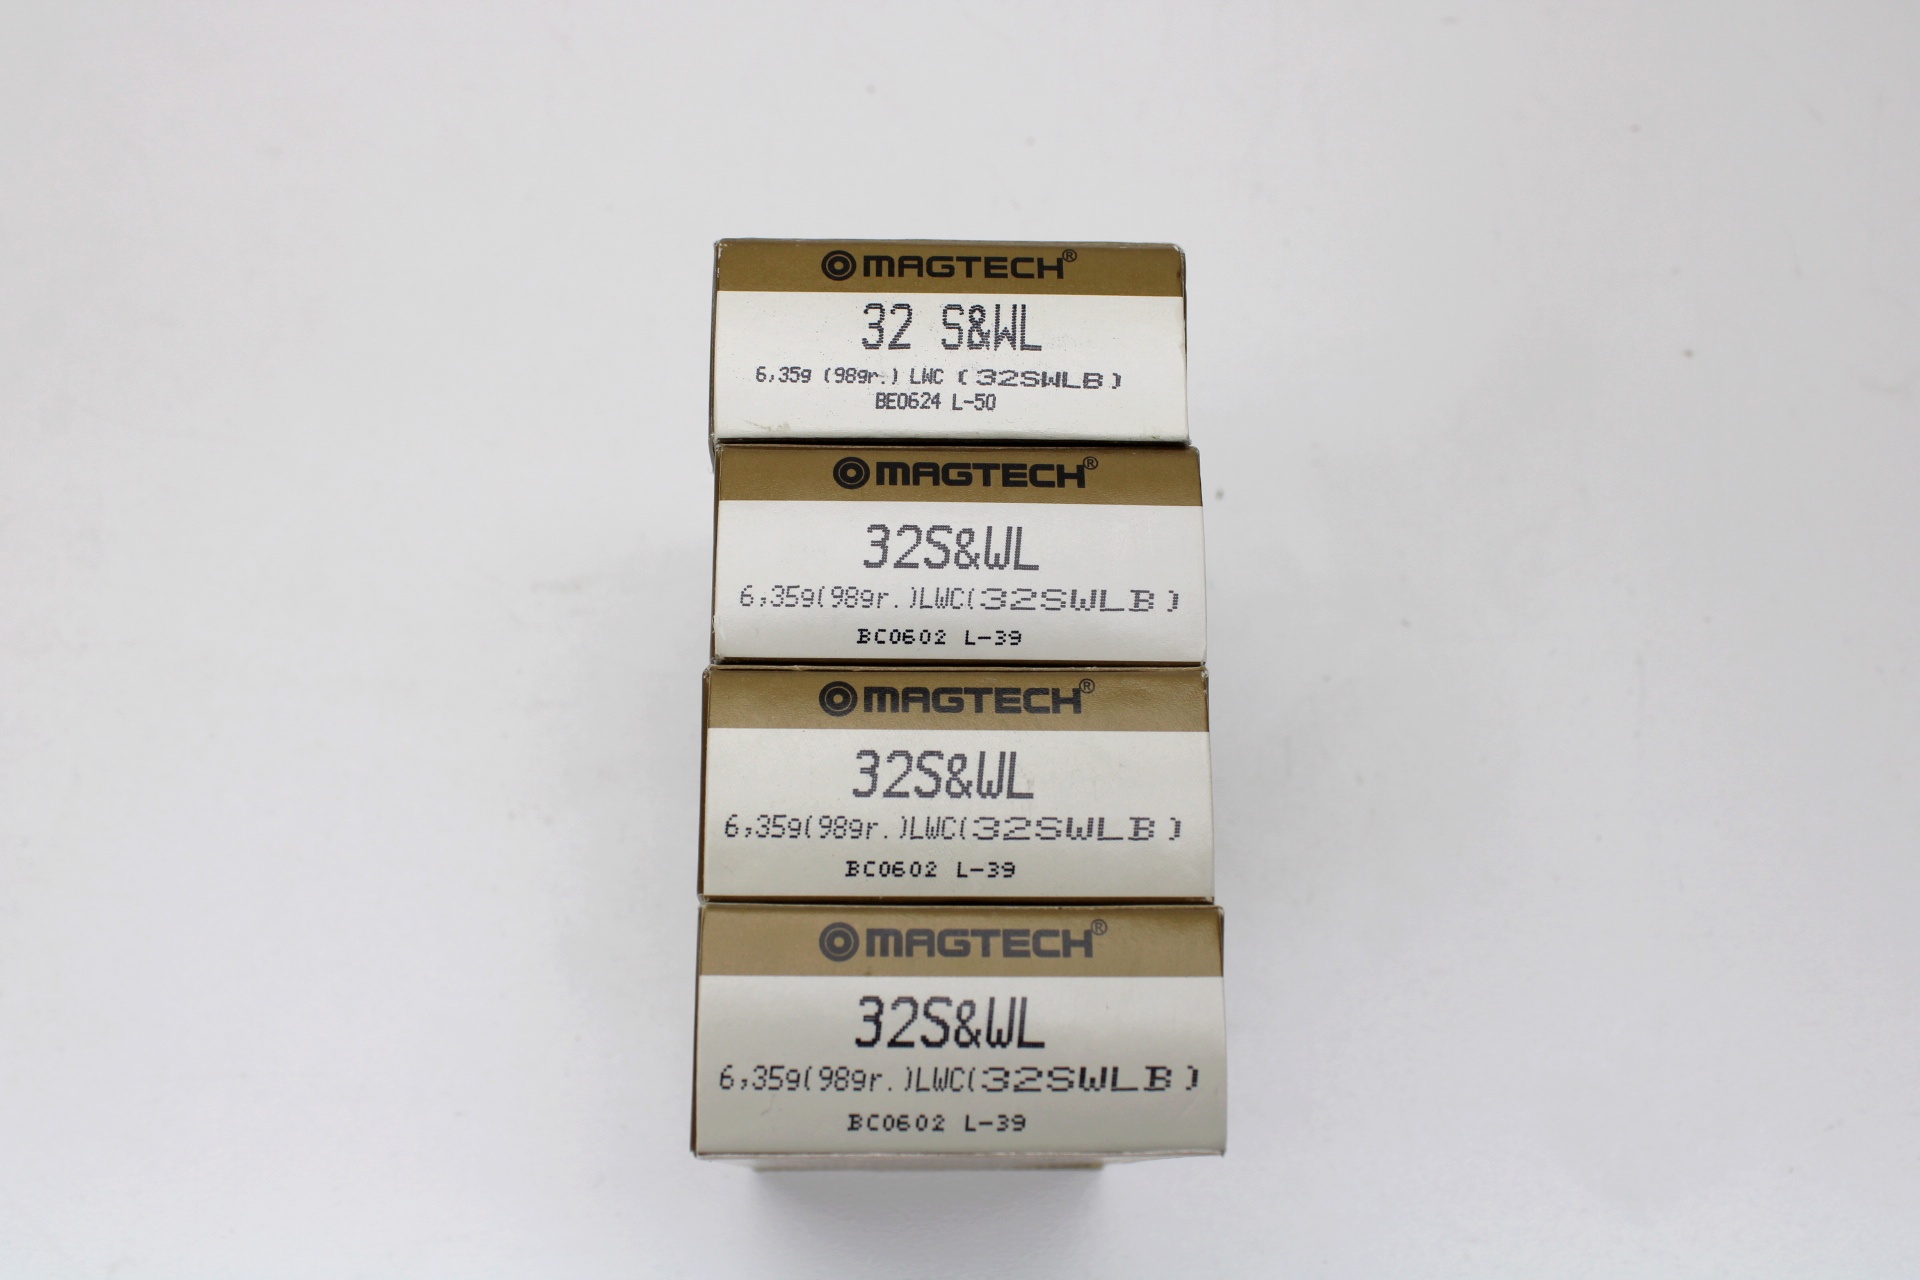 MAGTECH®
32 S&WL
6,35g (98gr.) LWC (32SWLB)
BE0624 L-50
MAGTECH®
32S&WL
6,35g(98gr.)LWC(32SWLB)
BC0602 L-39
MAGTECH®
32S&WL
6,35g(98gr.)LWC(32SWLB)
BC0602 L-39
MAGTECH®
32S&WL
6,35g(98gr.)LWC(32SWLB)
BC0602 L-39